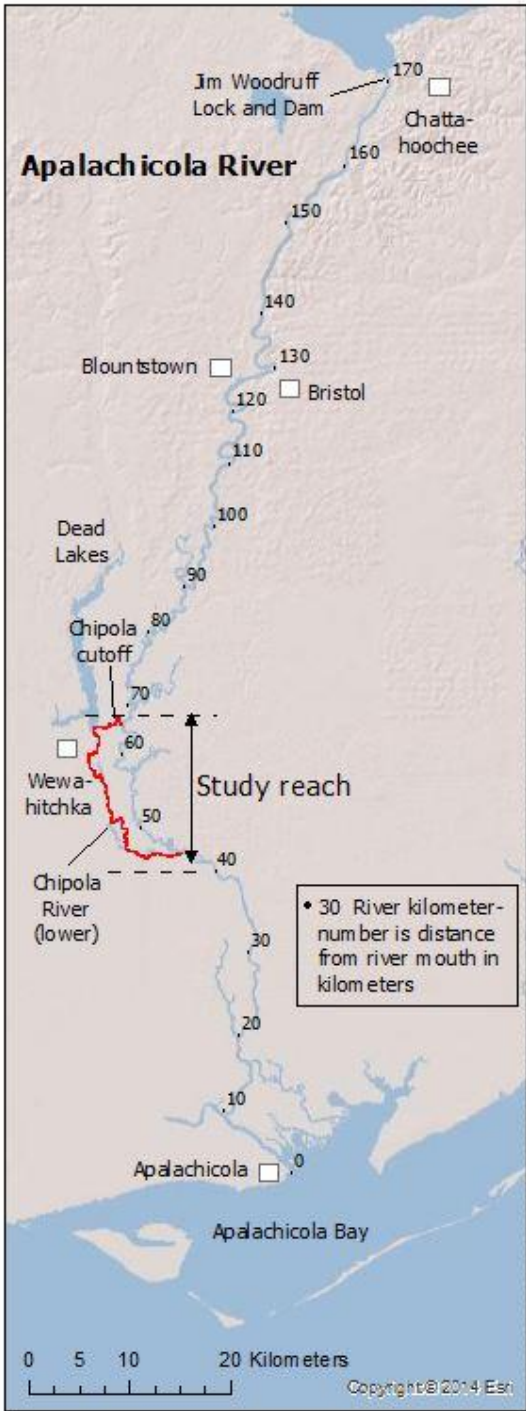 Jim Woodruff
Lock and Dam
170
Chatta-
hoochee
Apalachicola River
160
150
140
Blountstown
130
Bristol
120
110
100
Dead
Lakes
90
80
Chipola
cutoff
70
60
Wewa-
hitchka
Study reach
50
40
Chipola
River
(lower)
• 30 River kilometer-
number is distance
from river mouth in
kilometers
30
20
10
Apalachicola
0
Apalachicola Bay
0 5 10 20 Kilometers
Copyright:© 2014 Esri